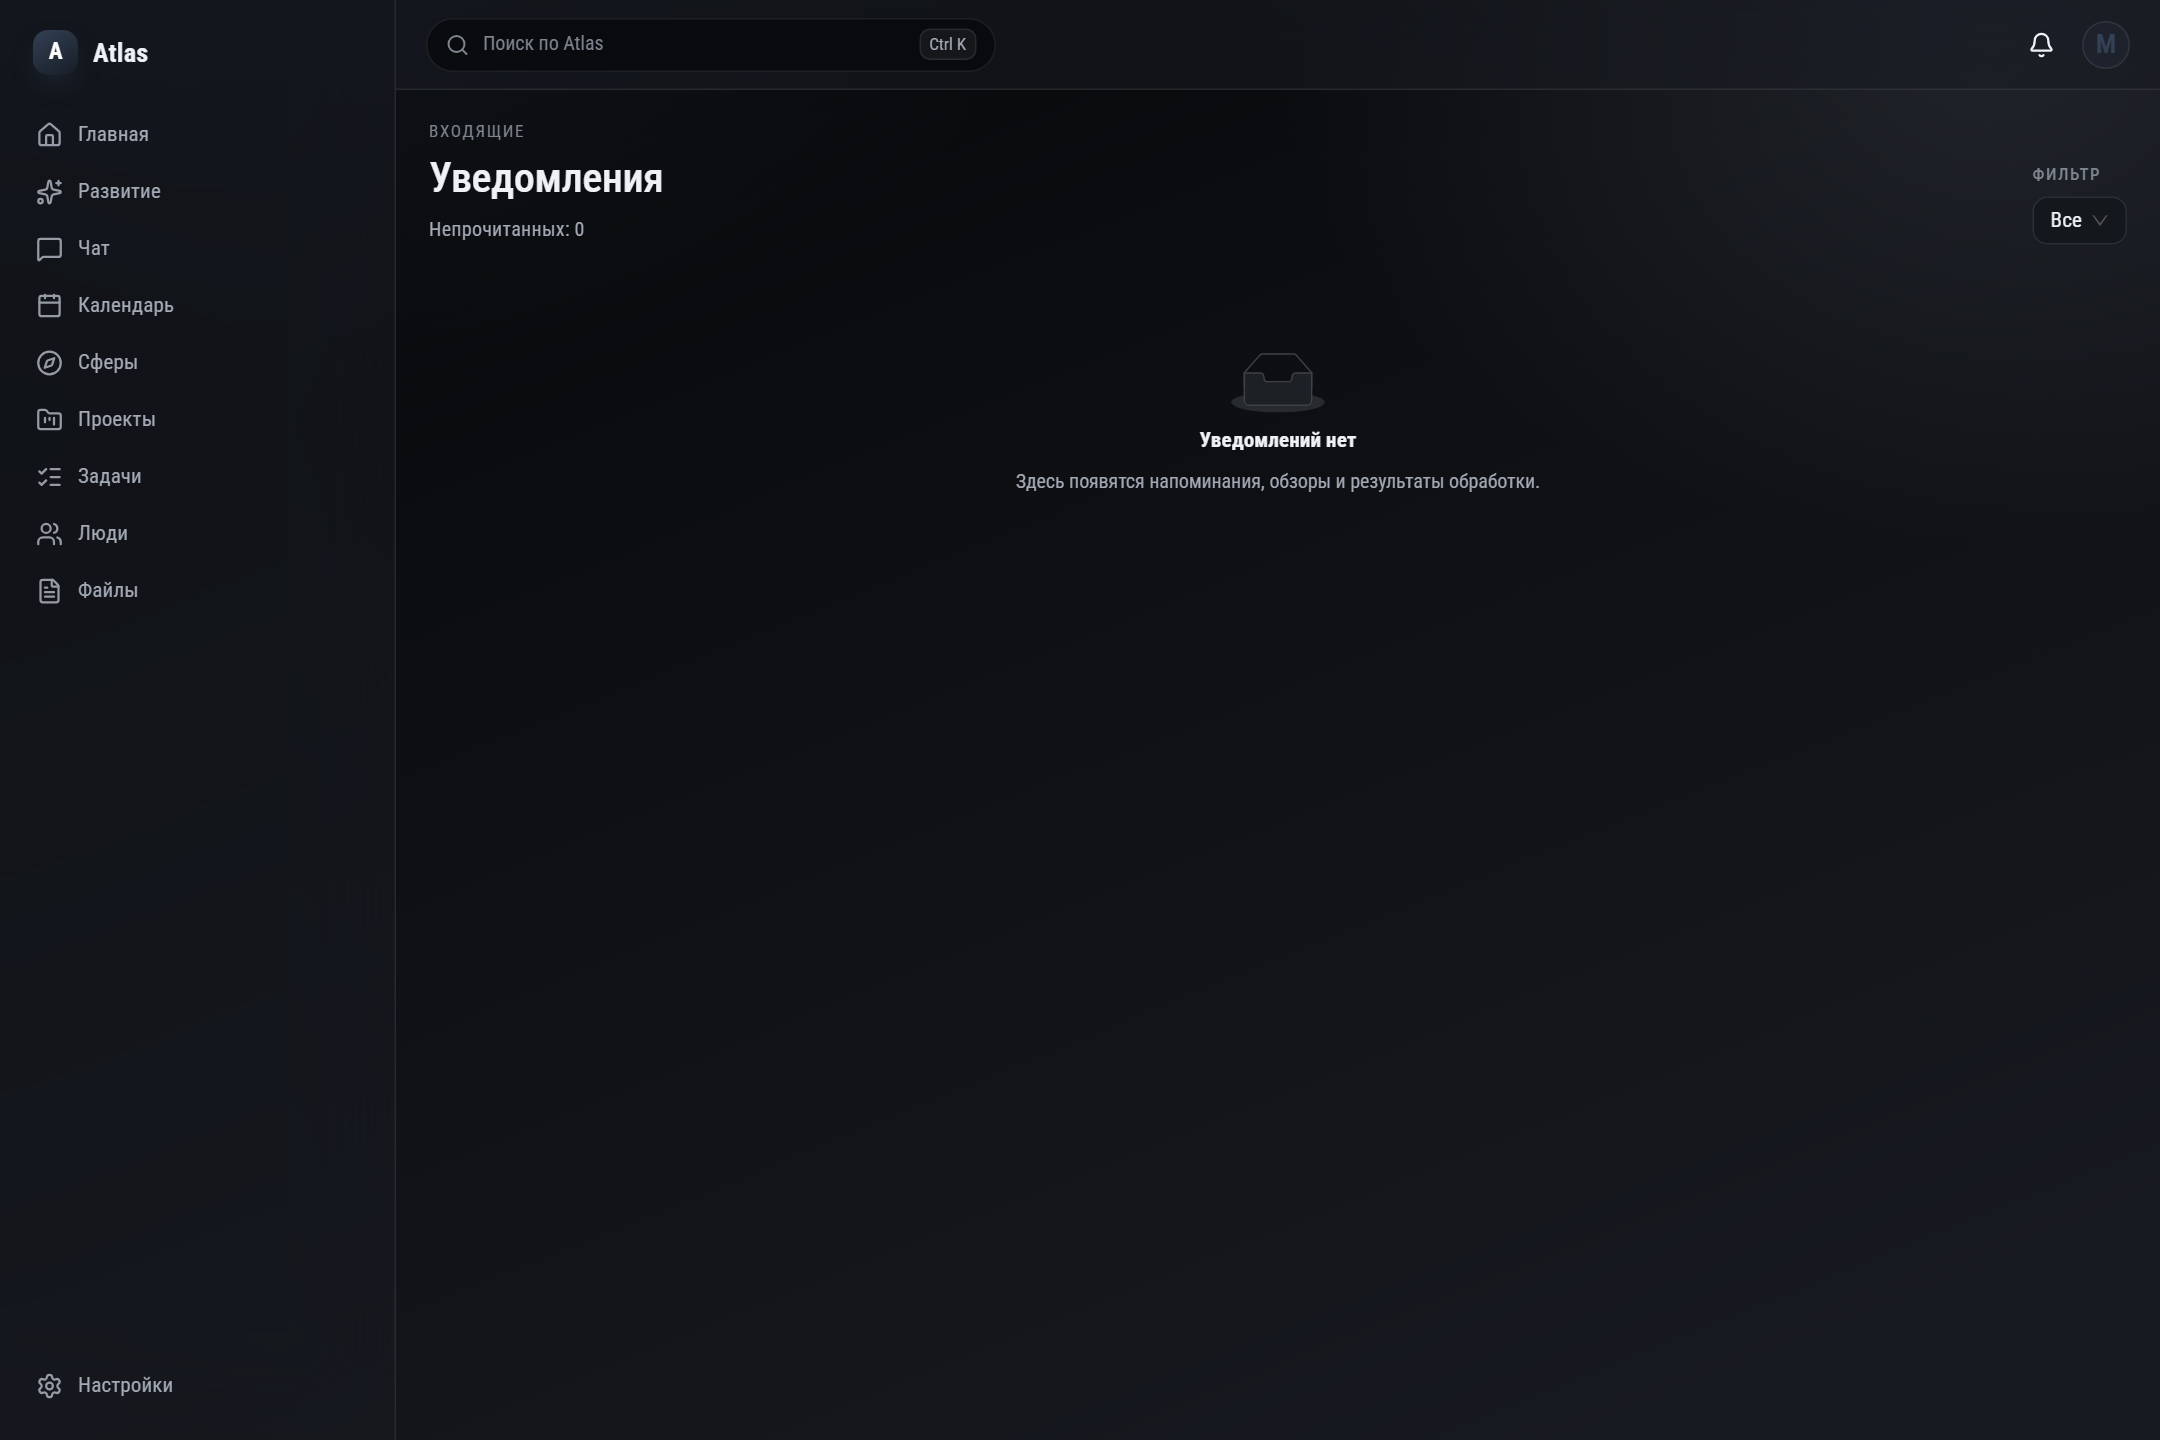 A Atlas
Главная
Развитие
Чат
Календарь
Сферы
Проекты
Задачи
Люди
Файлы
Настройки
Поиск по Atlas Ctrl K
M
ВХОДЯЩИЕ
Уведомления
Непрочитанных: 0
ФИЛЬТР
Все
Уведомлений нет
Здесь появятся напоминания, обзоры и результаты обработки.